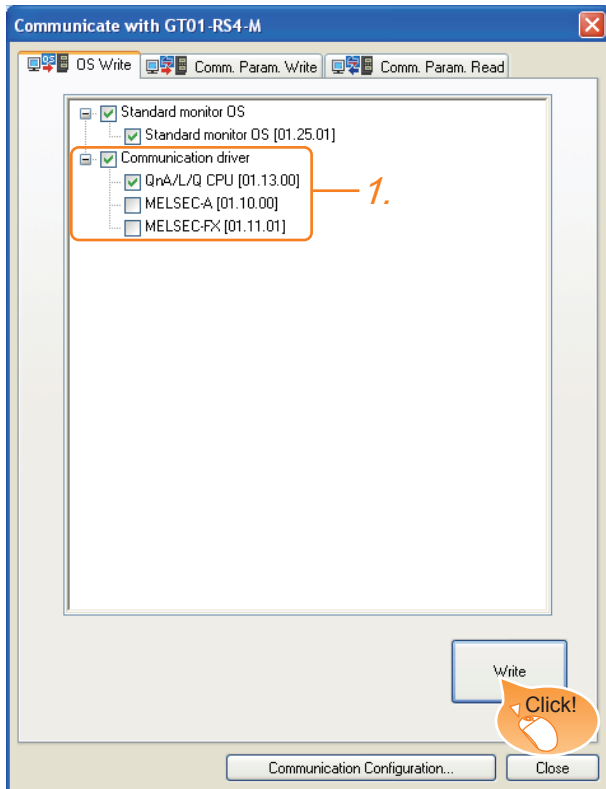 Communicate with GT01-RS4-M
OS Write Comm. Param. Write Comm. Param. Read
Standard monitor OS
Standard monitor OS [01.25.01]
Communication driver
QnA/L/Q CPU [01.13.00]
1.
MELSEC-A [01.10.00]
MELSEC-FX [01.11.01]
Write
Click!
Communication Configuration... Close